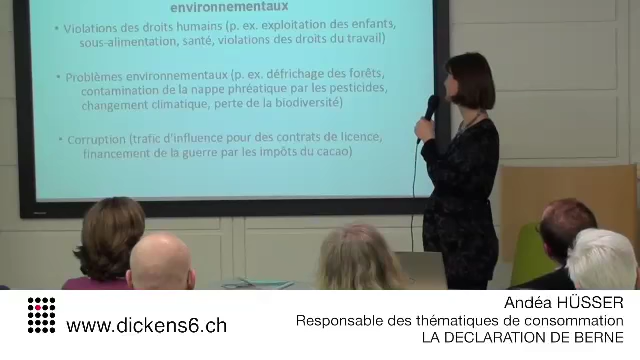 environnementaux
• Violations des droits humains (p. ex. exploitation des enfants,
sous-alimentation, santé, violations des droits du travail)
• Problèmes environnementaux (p. ex. défrichage des forêts,
contamination de la nappe phréatique par les pesticides,
changement climatique, perte de la biodiversité)
• Corruption (trafic d'influence pour des contrats de licence,
financement de la guerre par les impôts du cacao)
www.dickens6.ch
Andéa HÜSSER
Responsable des thématiques de consommation
LA DECLARATION DE BERNE